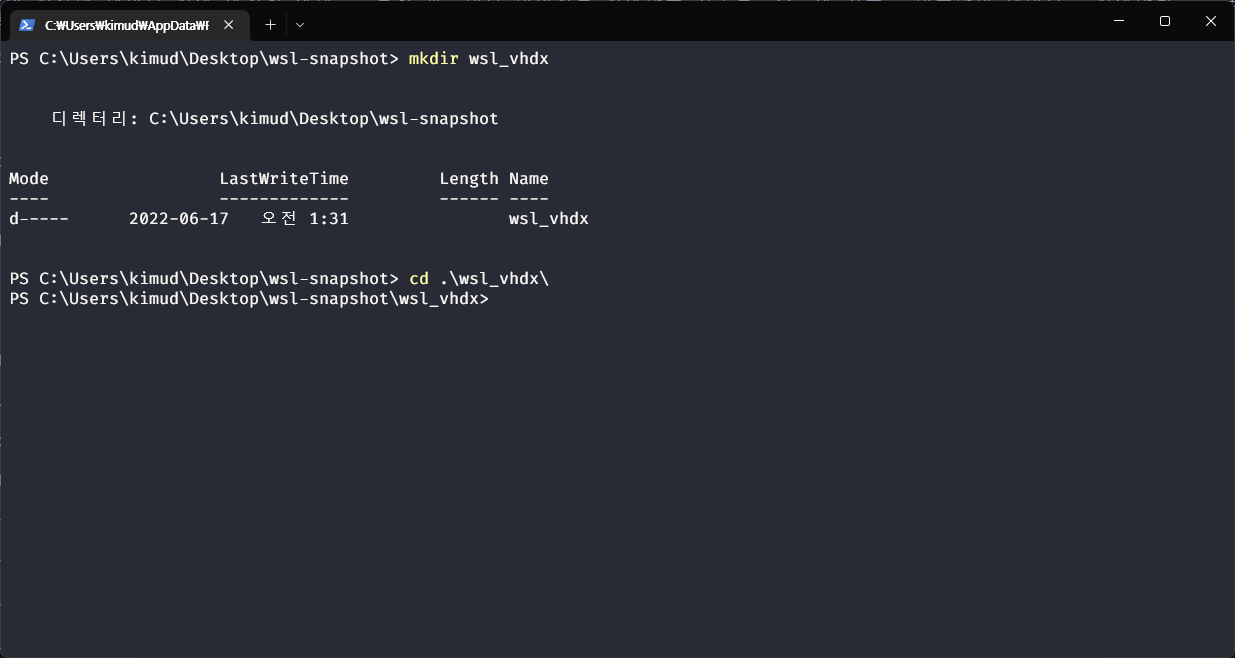 C:₩Users₩kimud₩AppData₩F
PS C:\Users\kimud\Desktop\wsl-snapshot> mkdir wsl_vhdx
디렉터리: C:\Users\kimud\Desktop\wsl-snapshot
Mode LastWriteTime Length Name
---- ------------- ------ ----
d----- 2022-06-17 오전 1:31 wsl_vhdx
PS C:\Users\kimud\Desktop\wsl-snapshot> cd .\wsl_vhdx\
PS C:\Users\kimud\Desktop\wsl-snapshot\wsl_vhdx>